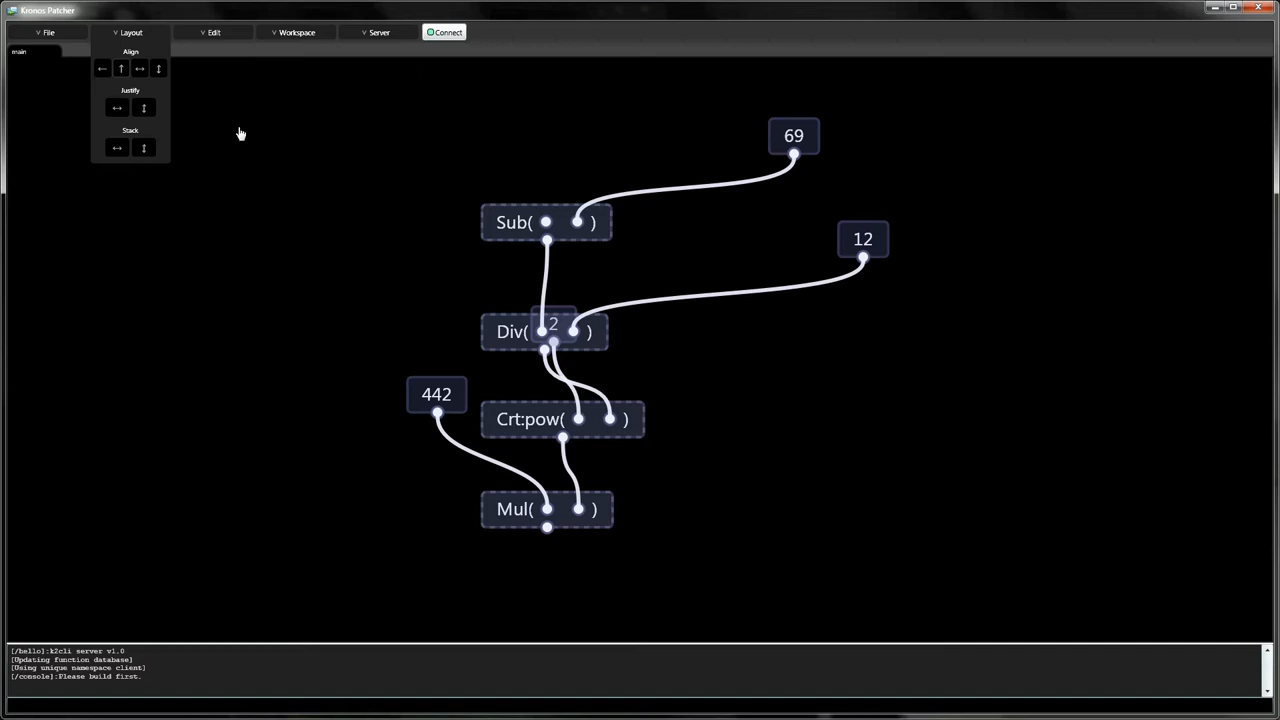 Kronos Patcher
File
Layout
Edit
Workspace
Server
Connect
main
Align
Justify
Stack
69
Sub( )
12
2
Div( )
442
Crt:pow( )
Mul( )
[/hello]:k2cli server v1.0
[Updating function database]
[Using unique namespace client]
[/console]:Please build first.